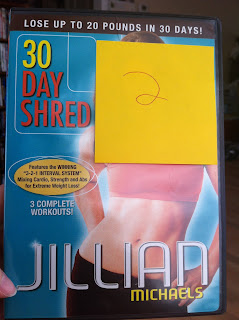 LOSE UP TO 20 POUNDS IN 30 DAYS!
30
DAY
SHRED
2
Features the WINNING
"3-2-1 INTERVAL SYSTEM"
Mixing Cardio, Strength and Abs
for Extreme Weight Loss!
3 COMPLETE
WORKOUTS!
JILLIAN
MICHAELS